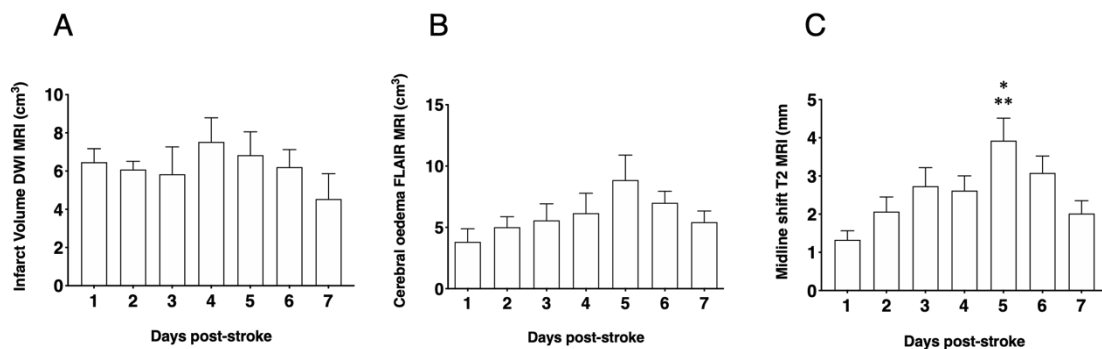 A
Infarct Volume DWI MRI (cm³)
10
8
6
4
2
0
1 2 3 4 5 6 7
Days post-stroke
B
Cerebral oedema FLAIR MRI (cm³)
15
10
5
0
1 2 3 4 5 6 7
Days post-stroke
C
Midline shift T2 MRI (mm
5
4
3
2
1
0
*
**
1 2 3 4 5 6 7
Days post-stroke